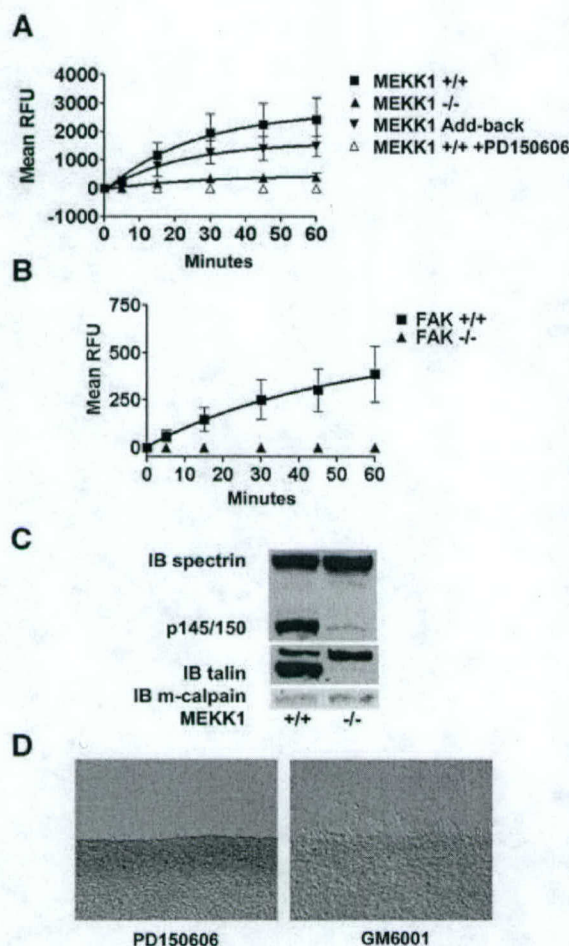 A
4000
3000
2000
1000
0
-1000
Mean RFU
0 10 20 30 40 50 60
Minutes
MEKK1 +/+
MEKK1 -/-
MEKK1 Add-back
MEKK1 +/+ +PD150606
B
750
500
250
0
Mean RFU
0 10 20 30 40 50 60
Minutes
FAK +/+
FAK -/-
C
IB spectrin
p145/150
IB talin
IB m-calpain
MEKK1 +/+ -/-
D
PD150606 GM6001